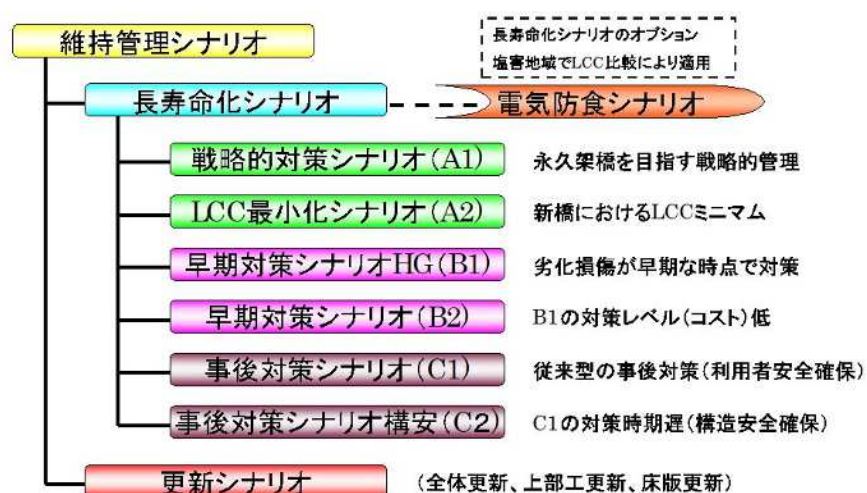 維持管理シナリオ
長寿命化シナリオのオプション
塩害地域でLCC比較により適用
長寿命化シナリオ
電気防食シナリオ
戦略的対策シナリオ(A1) 永久架橋を目指す戦略的管理
LCC最小化シナリオ(A2) 新橋におけるLCCミニマム
早期対策シナリオHG(B1) 劣化損傷が早期な時点で対策
早期対策シナリオ(B2) B1の対策レベル(コスト)低
事後対策シナリオ(C1) 従来型の事後対策(利用者安全確保)
事後対策シナリオ構安(C2) C1の対策時期遅(構造安全確保)
更新シナリオ (全体更新、上部工更新、床版更新)